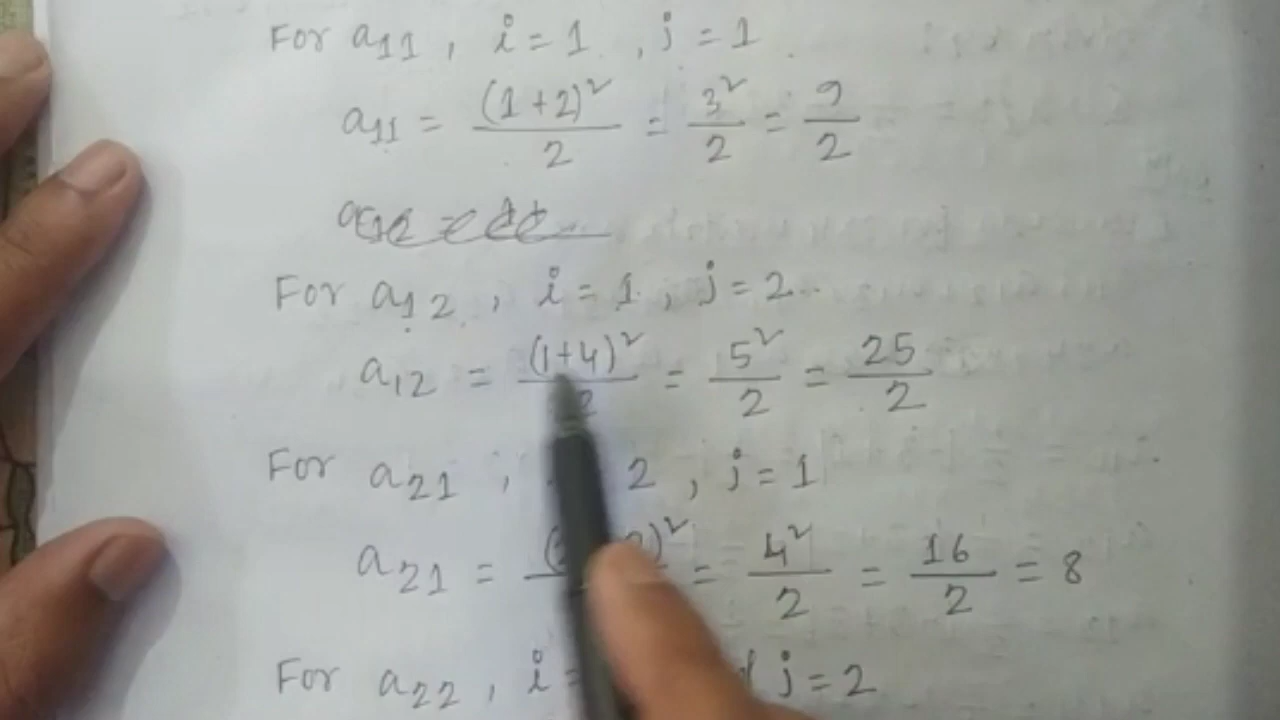 For a₁₁ , i = 1 , j = 1
a₁₁ = (1+2)²/2 = 3²/2 = 9/2
For a₁₂ , i = 1 , j = 2
a₁₂ = (1+4)²/2 = 5²/2 = 25/2
For a₂₁ , 2 , j = 1
a₂₁ = ( )² = 4²/2 = 16/2 = 8
For a₂₂ , i = j = 2